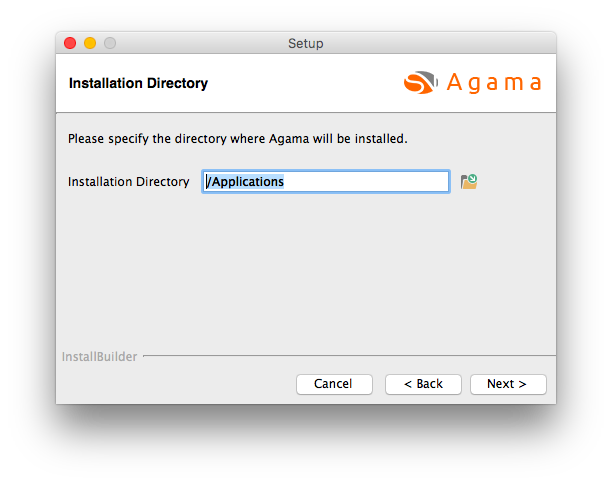 Setup
Installation Directory
Agama
Please specify the directory where Agama will be installed.
Installation Directory /Applications
InstallBuilder
Cancel < Back Next >